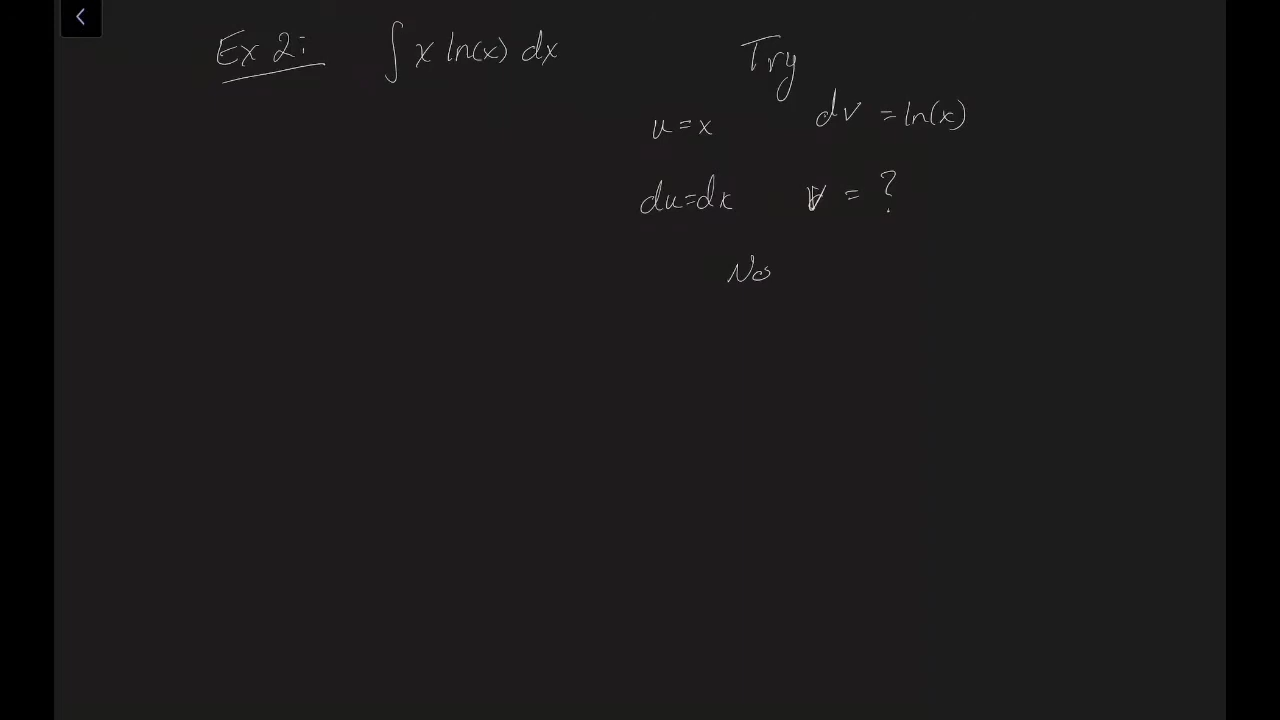 Ex 2: ∫ x ln(x) dx
Try
u = x dv = ln(x)
du = dx v = ?
No